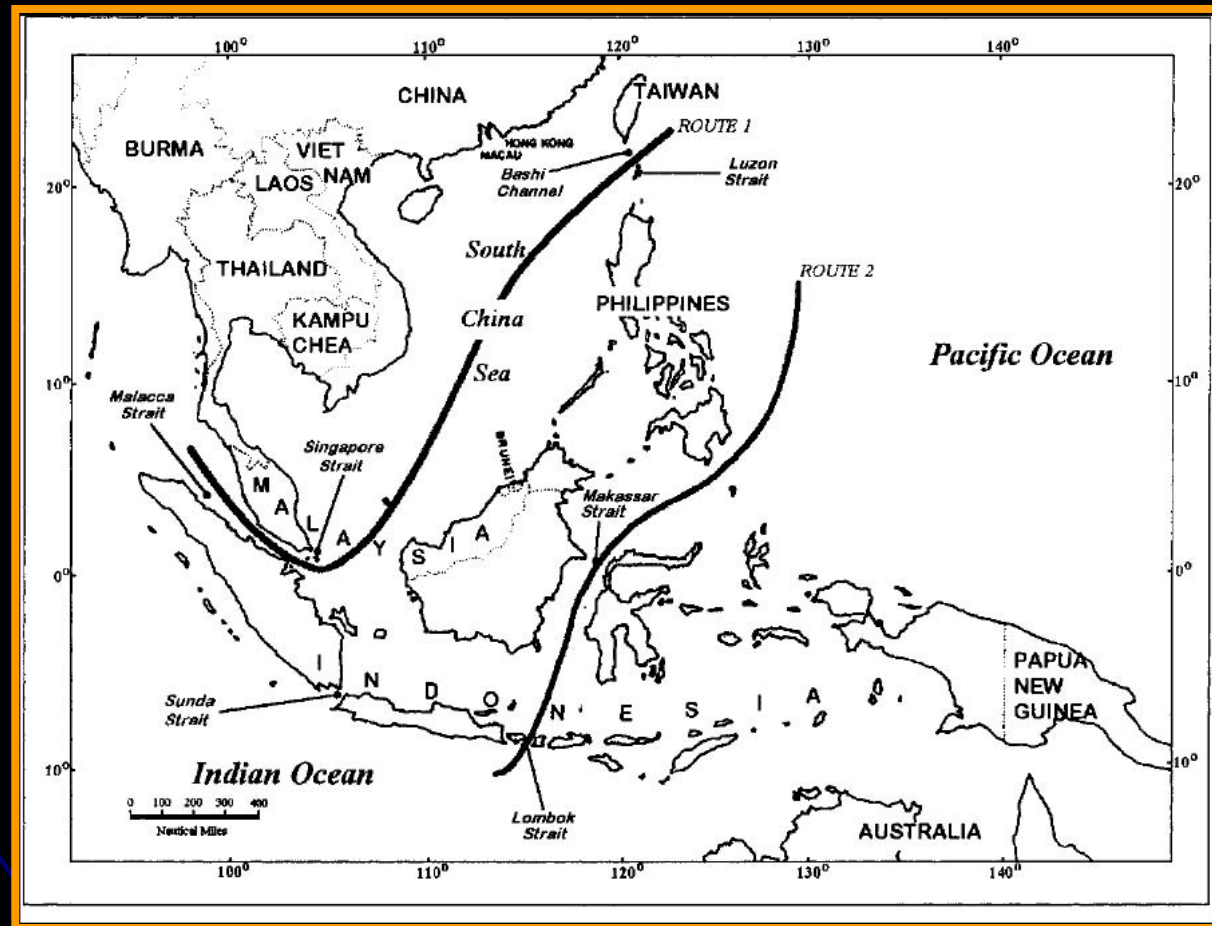 100°
110°
120°
130°
140°
CHINA
TAIWAN
ROUTE 1
BURMA
VIET
NAM
HONG KONG
MACAU
LAOS
Bashi
Channel
Luzon
Strait
20°
20°
South
THAILAND
ROUTE 2
PHILIPPINES
KAMPU
CHEA
China
Pacific Ocean
Sea
10°
10°
Malacca
Strait
Singapore
Strait
BRUNEI
MALAYSIA
Makassar
Strait
0°
0°
INDONESIA
PAPUA
NEW
GUINEA
Sunda
Strait
10°
10°
Indian Ocean
0 100 200 300 400
Nautical Miles
Lombok
Strait
AUSTRALIA
100°
110°
120°
130°
140°